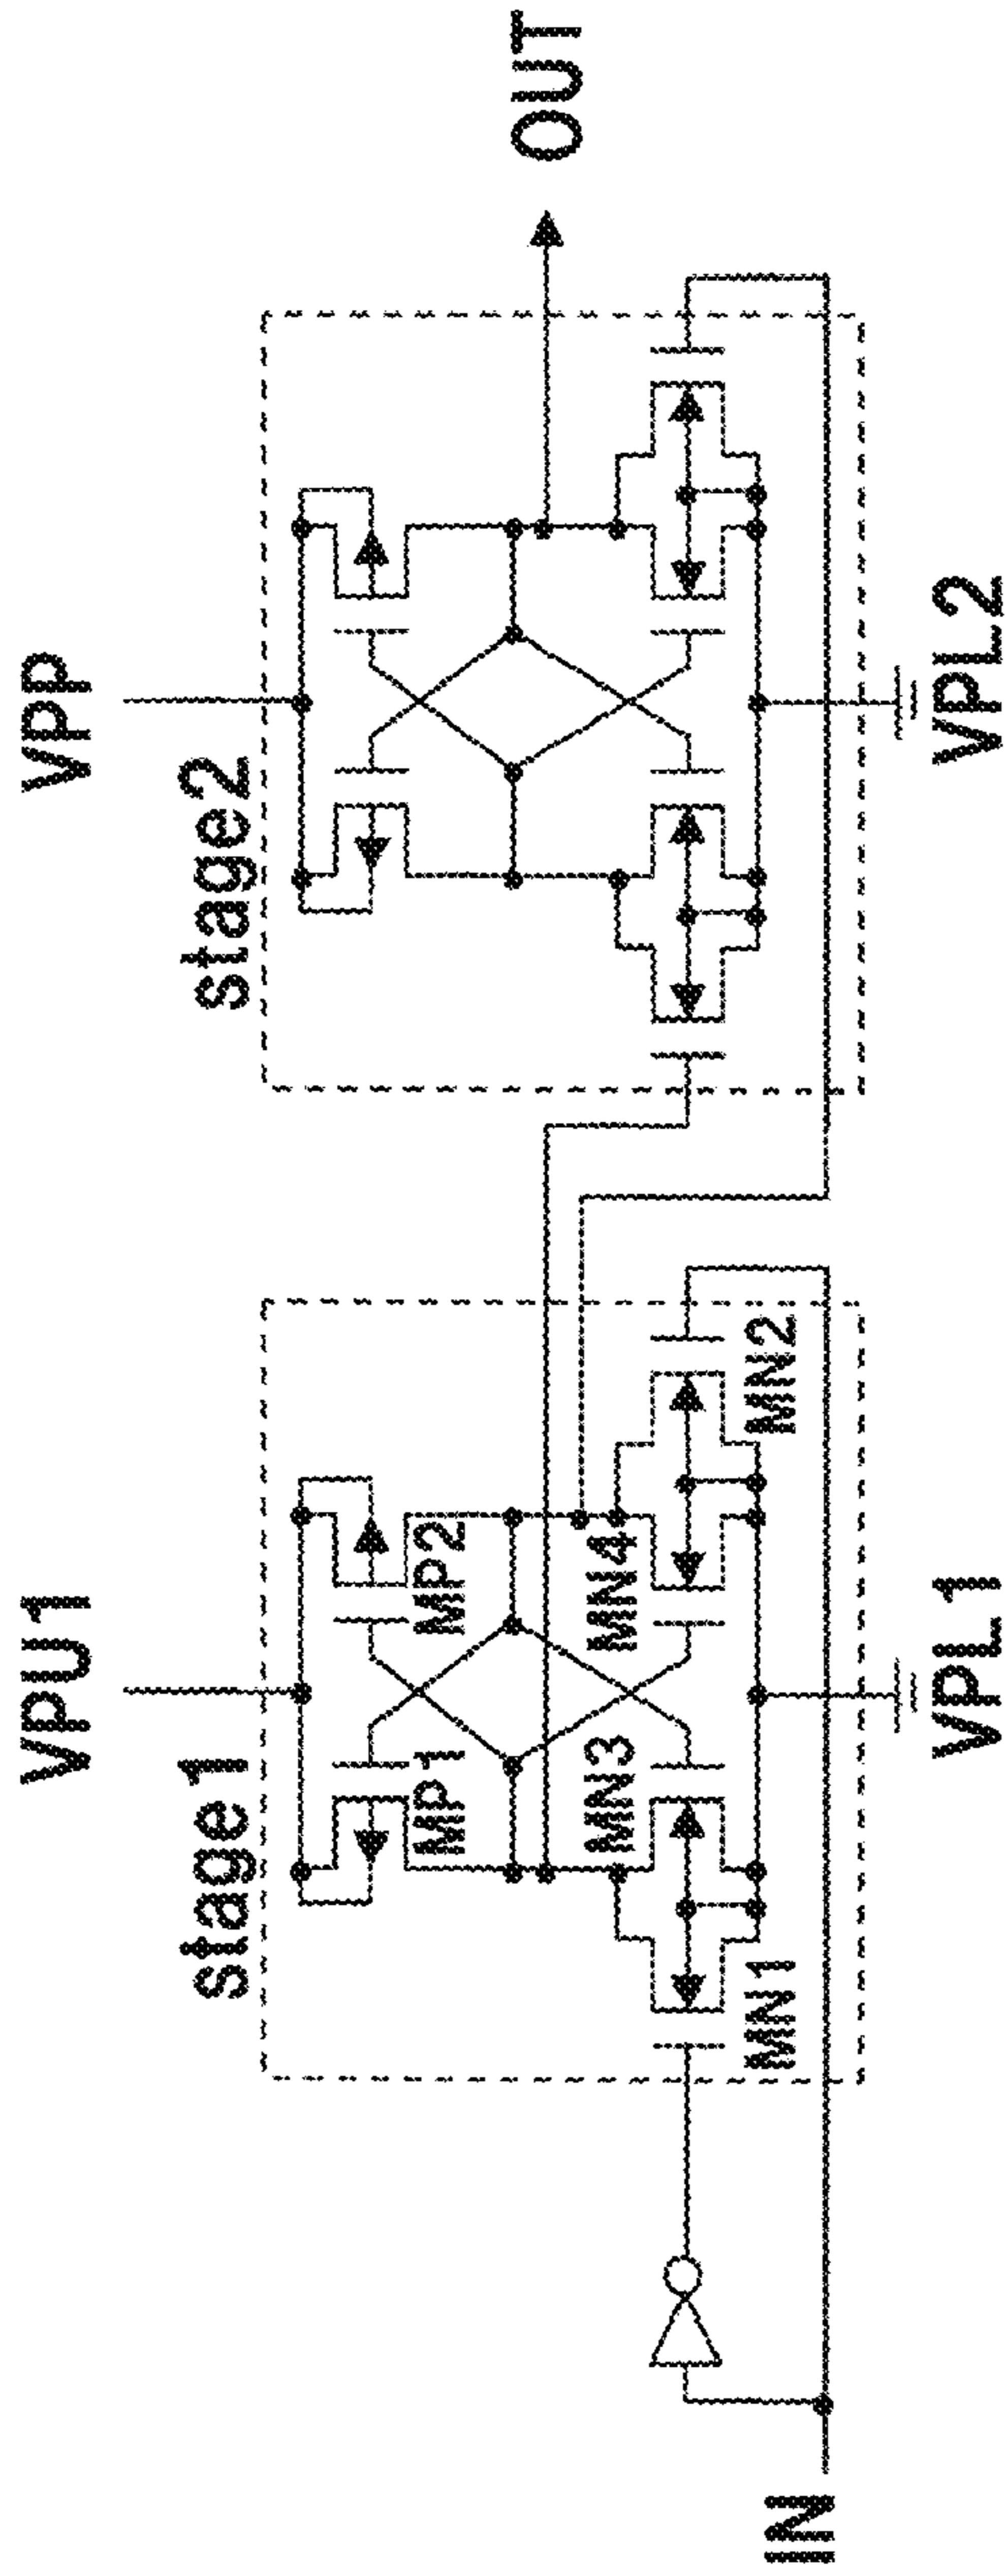 VPU1
VPP
stage1
stage2
OUT
MP1
MP2
MN3
MN4
MN1
MN2
IN
VPL1
VPL2